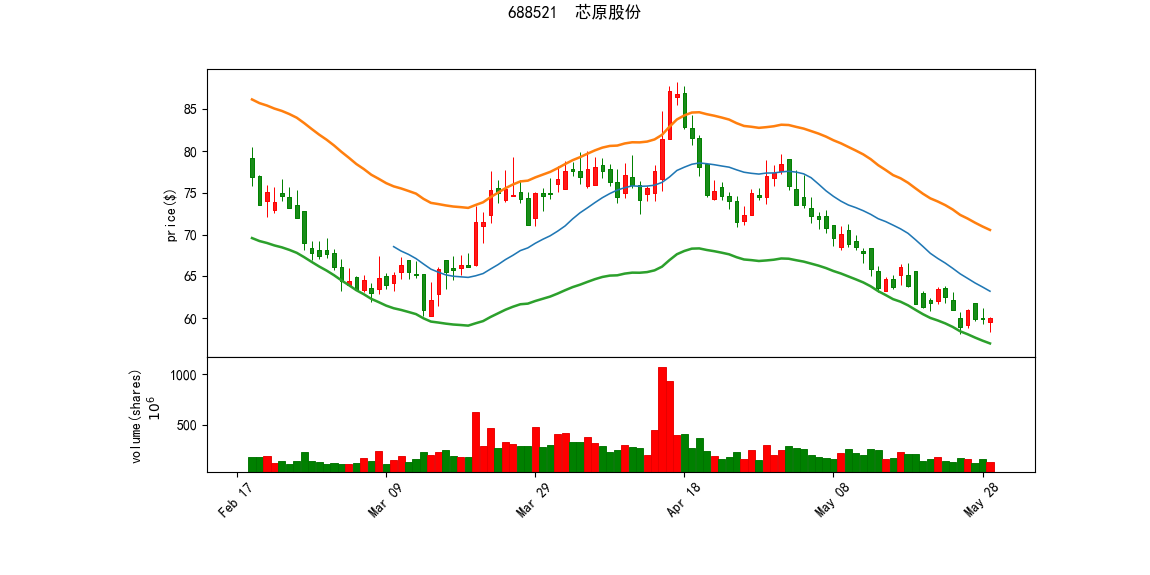 688521 芯原股份
price($)
85
80
75
70
65
60
volume(shares)
10^6
1000
500
Feb 17
Mar 09
Mar 29
Apr 18
May 08
May 28